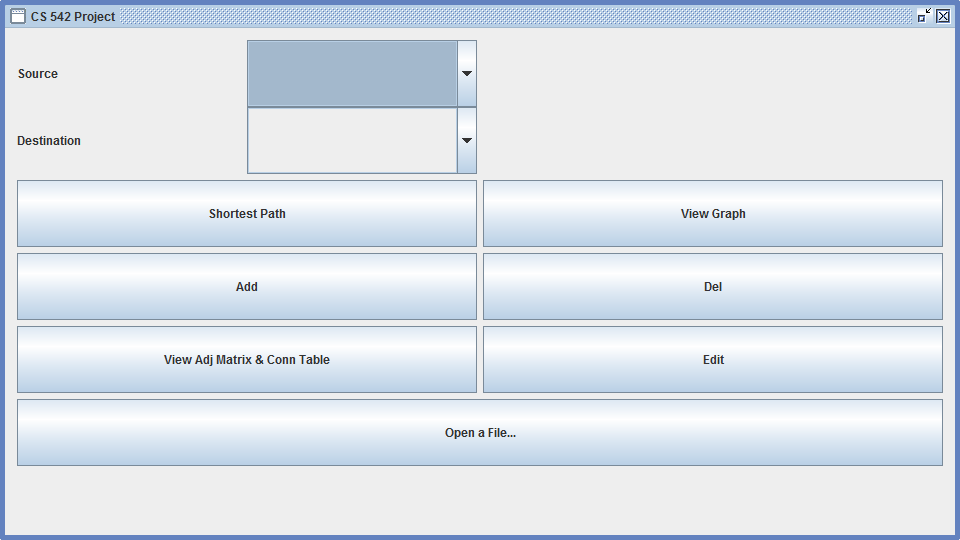 CS 542 Project
Source
Destination
Shortest Path
View Graph
Add
Del
View Adj Matrix & Conn Table
Edit
Open a File...